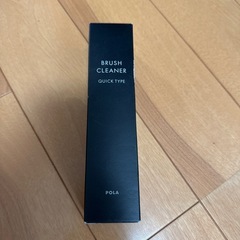 BRUSH
CLEANER
QUICK TYPE
POLA